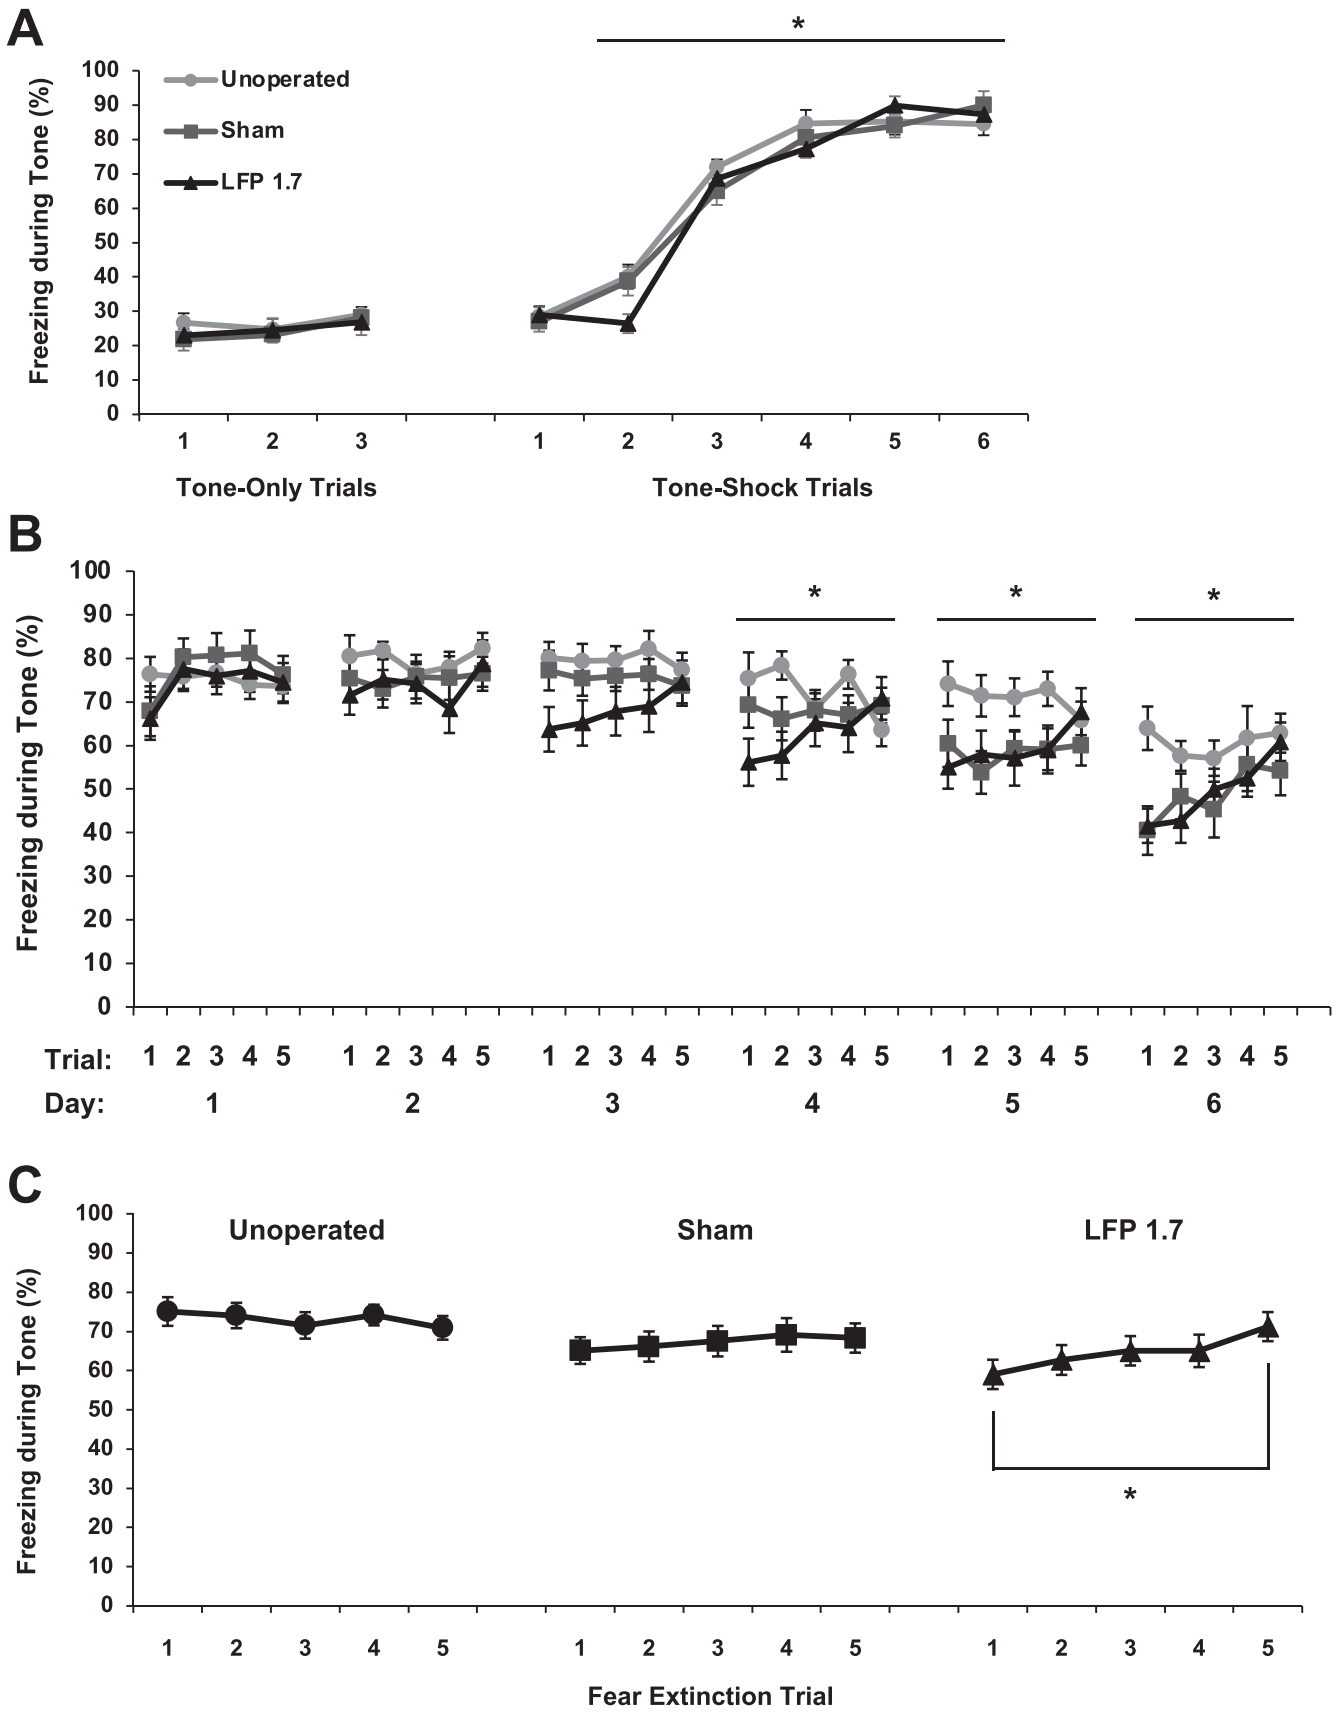 A
*
Freezing during Tone (%)
100
90
80
70
60
50
40
30
20
10
0
Unoperated
Sham
LFP 1.7
1 2 3 1 2 3 4 5 6
Tone-Only Trials Tone-Shock Trials
B
Freezing during Tone (%)
100
90
80
70
60
50
40
30
20
10
0
* * *
Trial: 1 2 3 4 5 1 2 3 4 5 1 2 3 4 5 1 2 3 4 5 1 2 3 4 5 1 2 3 4 5
Day: 1 2 3 4 5 6
C
Freezing during Tone (%)
100
90
80
70
60
50
40
30
20
10
0
Unoperated Sham LFP 1.7
*
1 2 3 4 5 1 2 3 4 5 1 2 3 4 5
Fear Extinction Trial